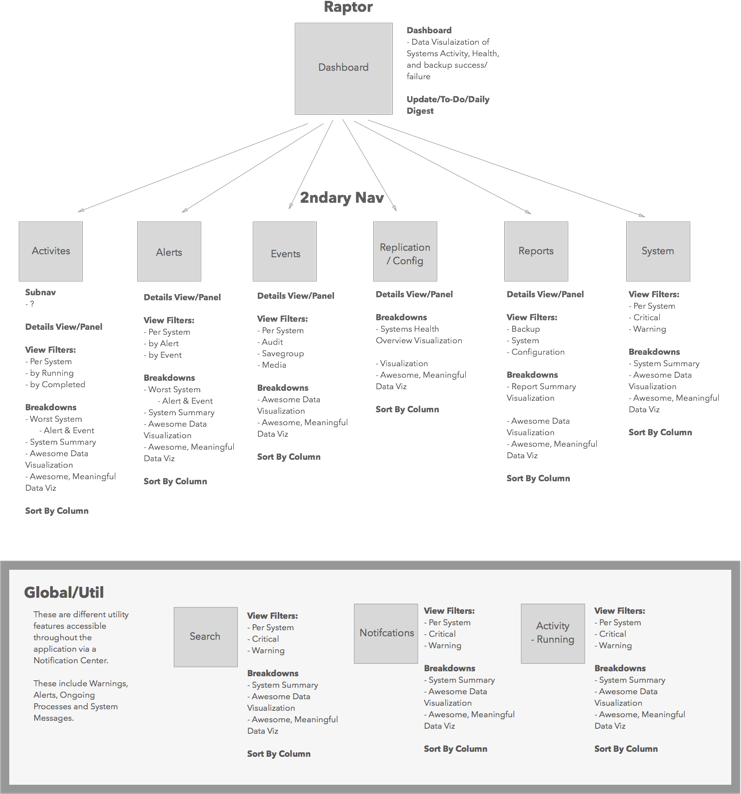 Raptor
Dashboard
Dashboard
- Data Visulaization of
Systems Activity, Health,
and backup success/
failure
Update/To-Do/Daily
Digest
2ndary Nav
Activites
Subnav
- ?
Details View/Panel
View Filters:
- Per System
- by Running
- by Completed
Breakdowns
- Worst System
- Alert & Event
- System Summary
- Awesome Data
Visualization
- Awesome, Meaningful
Data Viz
Sort By Column
Alerts
Details View/Panel
View Filters:
- Per System
- by Alert
- by Event
Breakdowns
- Worst System
- Alert & Event
- System Summary
- Awesome Data
Visualization
- Awesome, Meaningful
Data Viz
Sort By Column
Events
Details View/Panel
View Filters:
- Per System
- Audit
- Savegroup
- Media
Breakdowns
- Awesome Data
Visualization
- Awesome, Meaningful
Data Viz
Sort By Column
Replication
/ Config
Details View/Panel
Breakdowns
- Systems Health
Overview Visualization
- Visualization
- Awesome, Meaningful
Data Viz
Sort By Column
Reports
Details View/Panel
View Filters:
- Backup
- System
- Configuration
Breakdowns
- Report Summary
Visualization
- Awesome Data
Visualization
- Awesome, Meaningful
Data Viz
Sort By Column
System
View Filters:
- Per System
- Critical
- Warning
Breakdowns
- System Summary
- Awesome Data
Visualization
- Awesome, Meaningful
Data Viz
Sort By Column
Global/Util
These are different utility
features accessible
throughout the
application via a
Notification Center.
These include Warnings,
Alerts, Ongoing
Processes and System
Messages.
Search
View Filters:
- Per System
- Critical
- Warning
Breakdowns
- System Summary
- Awesome Data
Visualization
- Awesome, Meaningful
Data Viz
Sort By Column
Notifcations
View Filters:
- Per System
- Critical
- Warning
Breakdowns
- System Summary
- Awesome Data
Visualization
- Awesome, Meaningful
Data Viz
Sort By Column
Activity
- Running
View Filters:
- Per System
- Critical
- Warning
Breakdowns
- System Summary
- Awesome Data
Visualization
- Awesome, Meaningful
Data Viz
Sort By Column